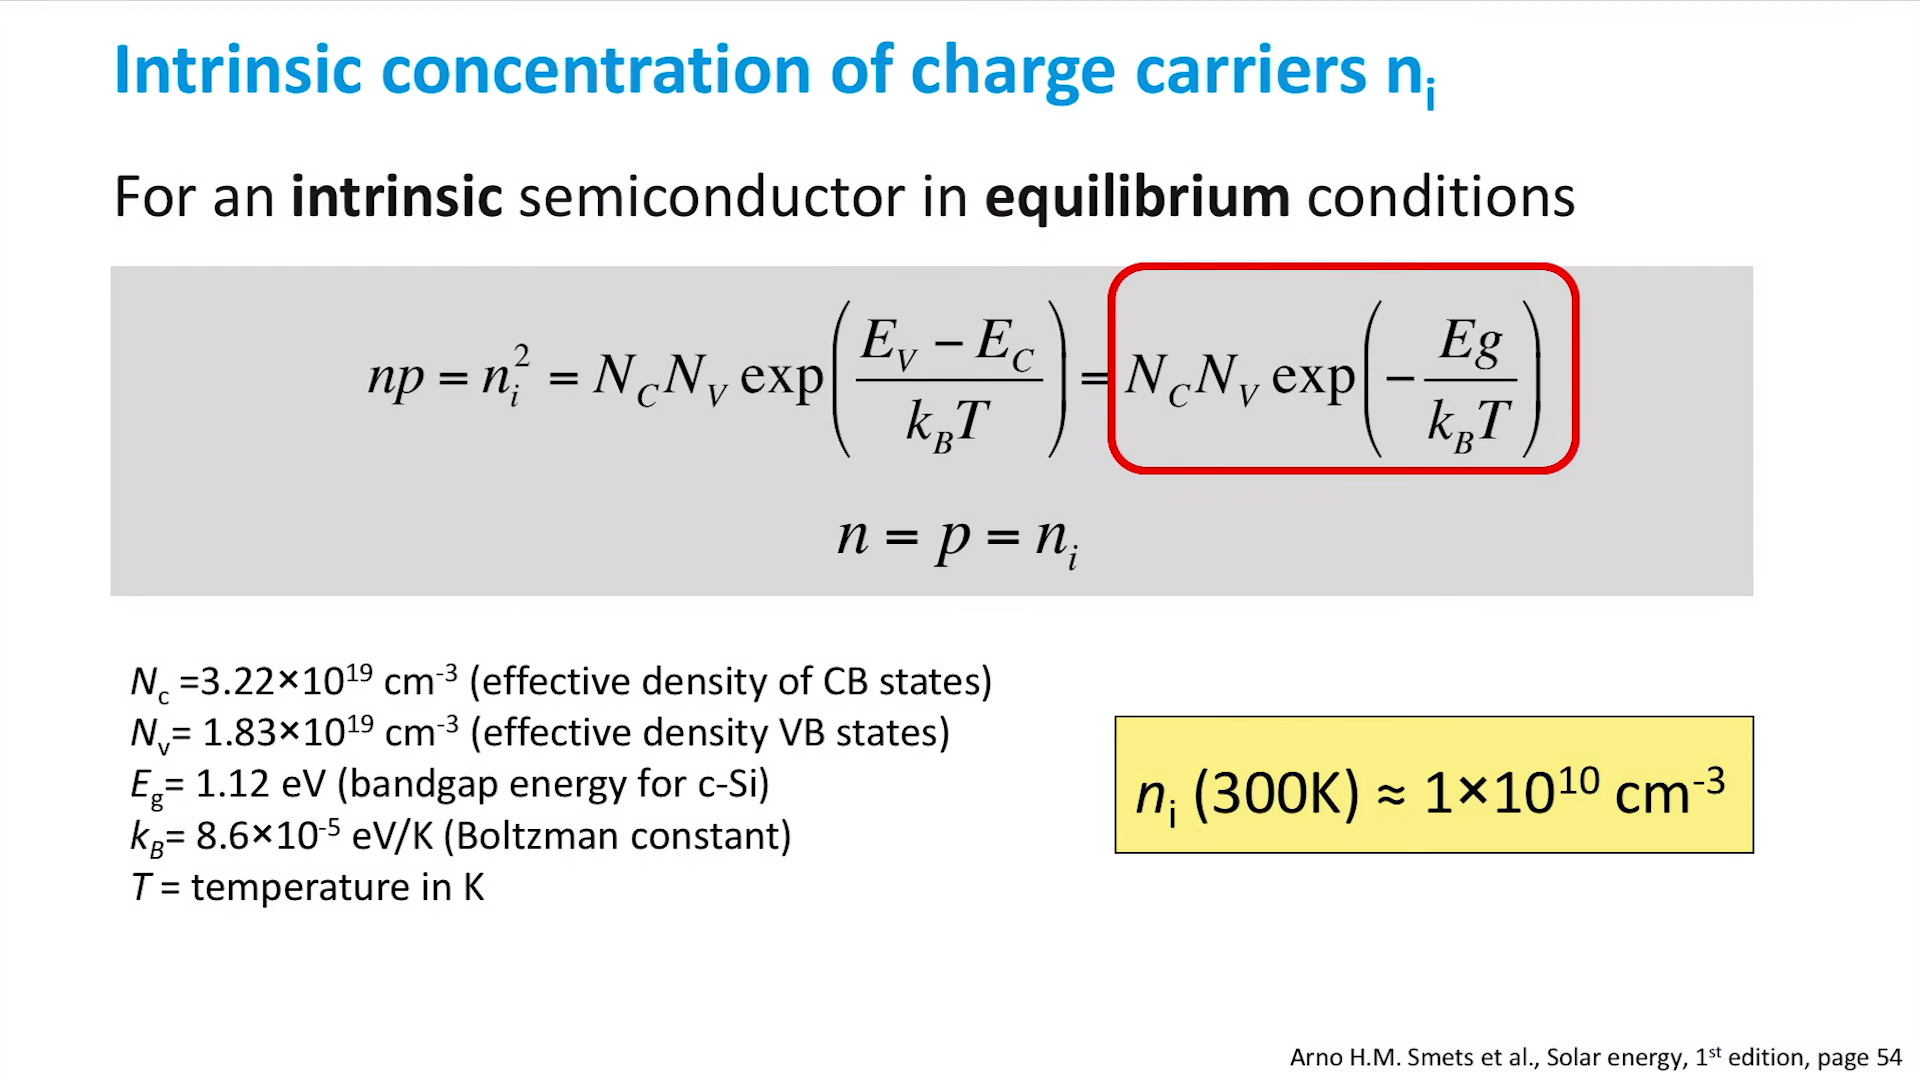 Intrinsic concentration of charge carriers nᵢ
For an intrinsic semiconductor in equilibrium conditions
np = nᵢ² = N_C N_V exp((E_V − E_C)/(k_B T)) = N_C N_V exp(−Eg/(k_B T))
n = p = nᵢ
N_c =3.22×10¹⁹ cm⁻³ (effective density of CB states)
N_v= 1.83×10¹⁹ cm⁻³ (effective density VB states)
E_g= 1.12 eV (bandgap energy for c-Si)
k_B= 8.6×10⁻⁵ eV/K (Boltzman constant)
T = temperature in K
nᵢ (300K) ≈ 1×10¹⁰ cm⁻³
Arno H.M. Smets et al., Solar energy, 1ˢᵗ edition, page 54